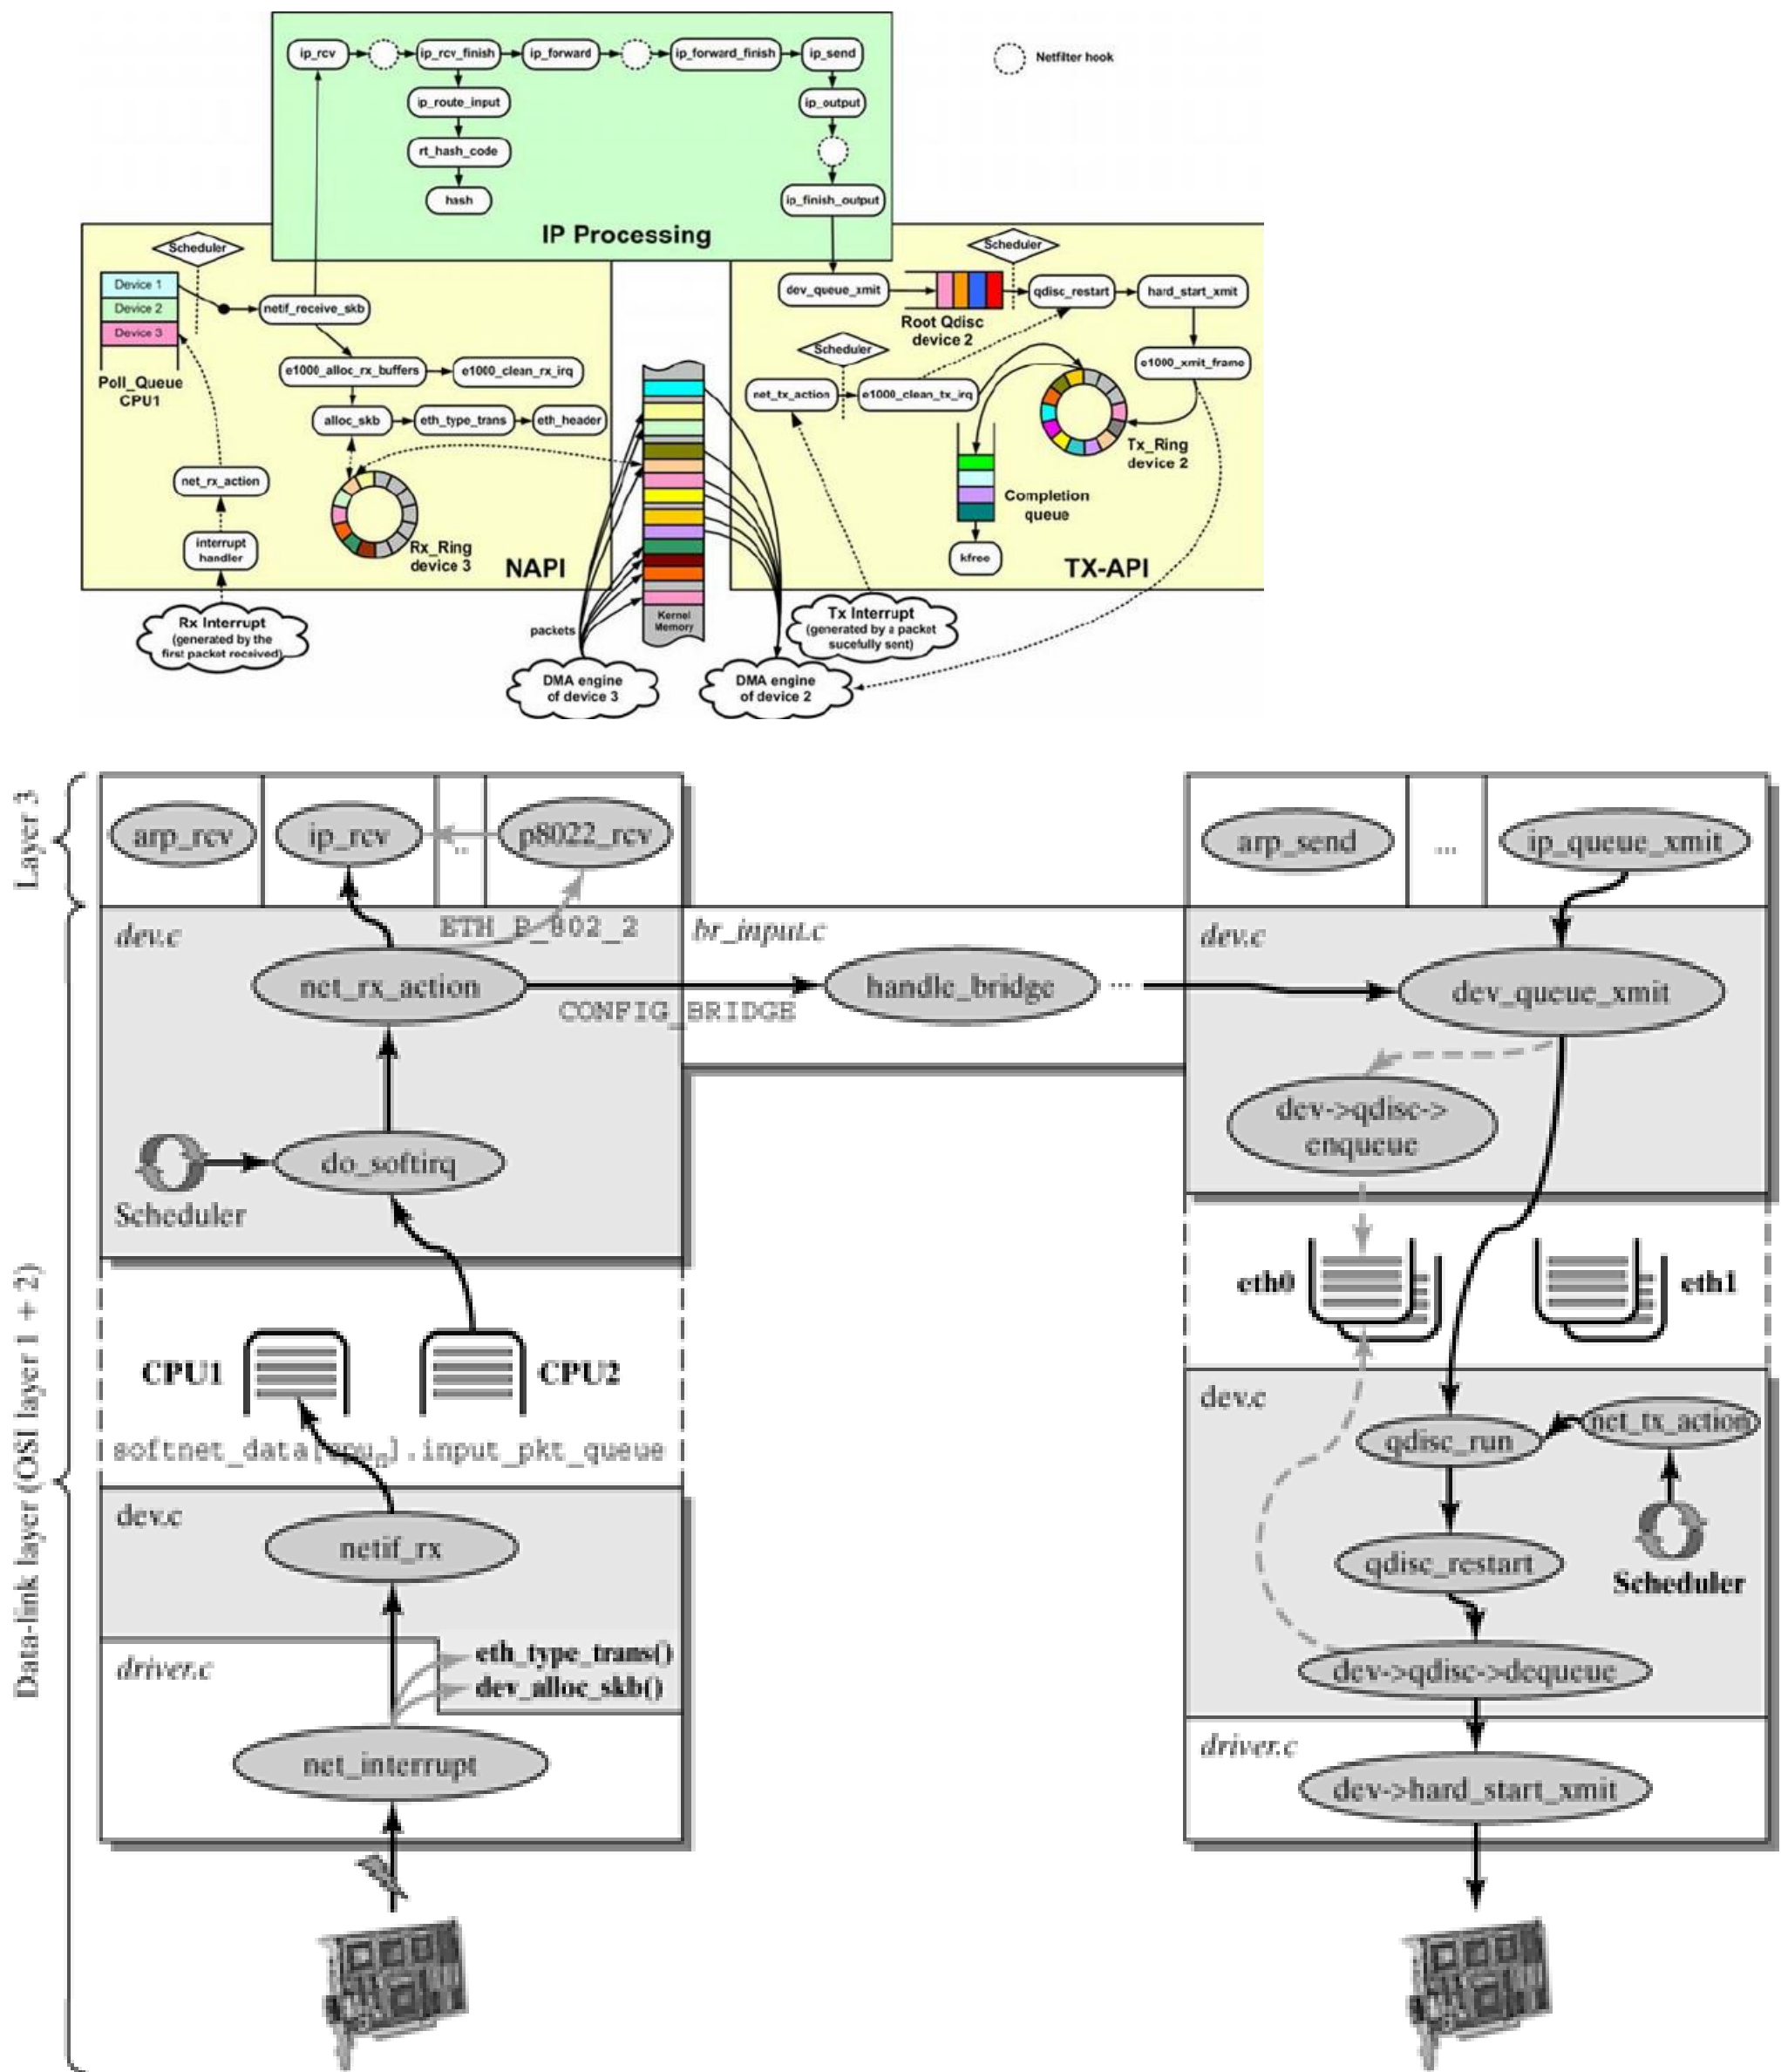 ip_rcv
ip_rcv_finish
ip_forward
ip_forward_finish
ip_send
Netfilter hook
ip_route_input
ip_output
rt_hash_code
hash
ip_finish_output
IP Processing
Scheduler
Device 1
Device 2
Device 3
Poll_Queue
CPU1
netif_receive_skb
e1000_alloc_rx_buffers
e1000_clean_rx_irq
alloc_skb
eth_type_trans
eth_header
net_rx_action
interrupt
handler
Rx_Ring
device 3
NAPI
Rx Interrupt
(generated by the
first packet received)
packets
Kernel
Memory
DMA engine
of device 3
DMA engine
of device 2
Scheduler
dev_queue_xmit
Root Qdisc
device 2
qdisc_restart
hard_start_xmit
Scheduler
net_tx_action
e1000_clean_tx_irq
e1000_xmit_frame
Tx_Ring
device 2
Completion
queue
kfree
TX-API
Tx Interrupt
(generated by a packet
sucefully sent)
Layer 3
arp_rcv
ip_rcv
..
p8022_rcv
arp_send
...
ip_queue_xmit
Data-link layer (OSI layer 1 + 2)
dev.c
ETH_P_802_2
net_rx_action
CONFIG_BRIDGE
br_input.c
handle_bridge
...
dev.c
dev_queue_xmit
dev->qdisc->
enqueue
do_softirq
Scheduler
eth0
eth1
CPU1
CPU2
softnet_data[cpun].input_pkt_queue
dev.c
netif_rx
driver.c
eth_type_trans()
dev_alloc_skb()
net_interrupt
dev.c
qdisc_run
net_tx_action
qdisc_restart
Scheduler
dev->qdisc->dequeue
driver.c
dev->hard_start_xmit